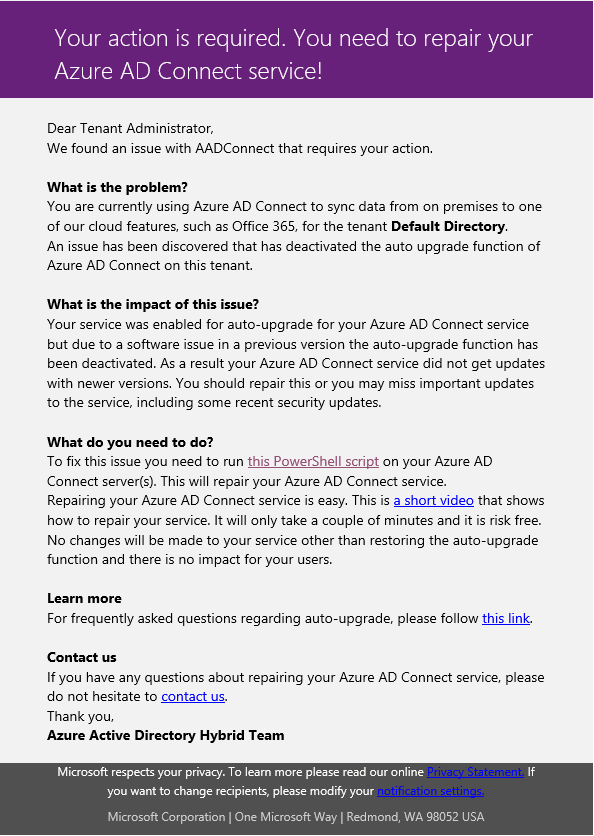 Your action is required. You need to repair your
Azure AD Connect service!
Dear Tenant Administrator,
We found an issue with AADConnect that requires your action.
What is the problem?
You are currently using Azure AD Connect to sync data from on premises to one
of our cloud features, such as Office 365, for the tenant Default Directory.
An issue has been discovered that has deactivated the auto upgrade function of
Azure AD Connect on this tenant.
What is the impact of this issue?
Your service was enabled for auto-upgrade for your Azure AD Connect service
but due to a software issue in a previous version the auto-upgrade function has
been deactivated. As a result your Azure AD Connect service did not get updates
with newer versions. You should repair this or you may miss important updates
to the service, including some recent security updates.
What do you need to do?
To fix this issue you need to run this PowerShell script on your Azure AD
Connect server(s). This will repair your Azure AD Connect service.
Repairing your Azure AD Connect service is easy. This is a short video that shows
how to repair your service. It will only take a couple of minutes and it is risk free.
No changes will be made to your service other than restoring the auto-upgrade
function and there is no impact for your users.
Learn more
For frequently asked questions regarding auto-upgrade, please follow this link.
Contact us
If you have any questions about repairing your Azure AD Connect service, please
do not hesitate to contact us.
Thank you,
Azure Active Directory Hybrid Team
Microsoft respects your privacy. To learn more please read our online Privacy Statement. If
you want to change recipients, please modify your notification settings.
Microsoft Corporation | One Microsoft Way | Redmond, WA 98052 USA